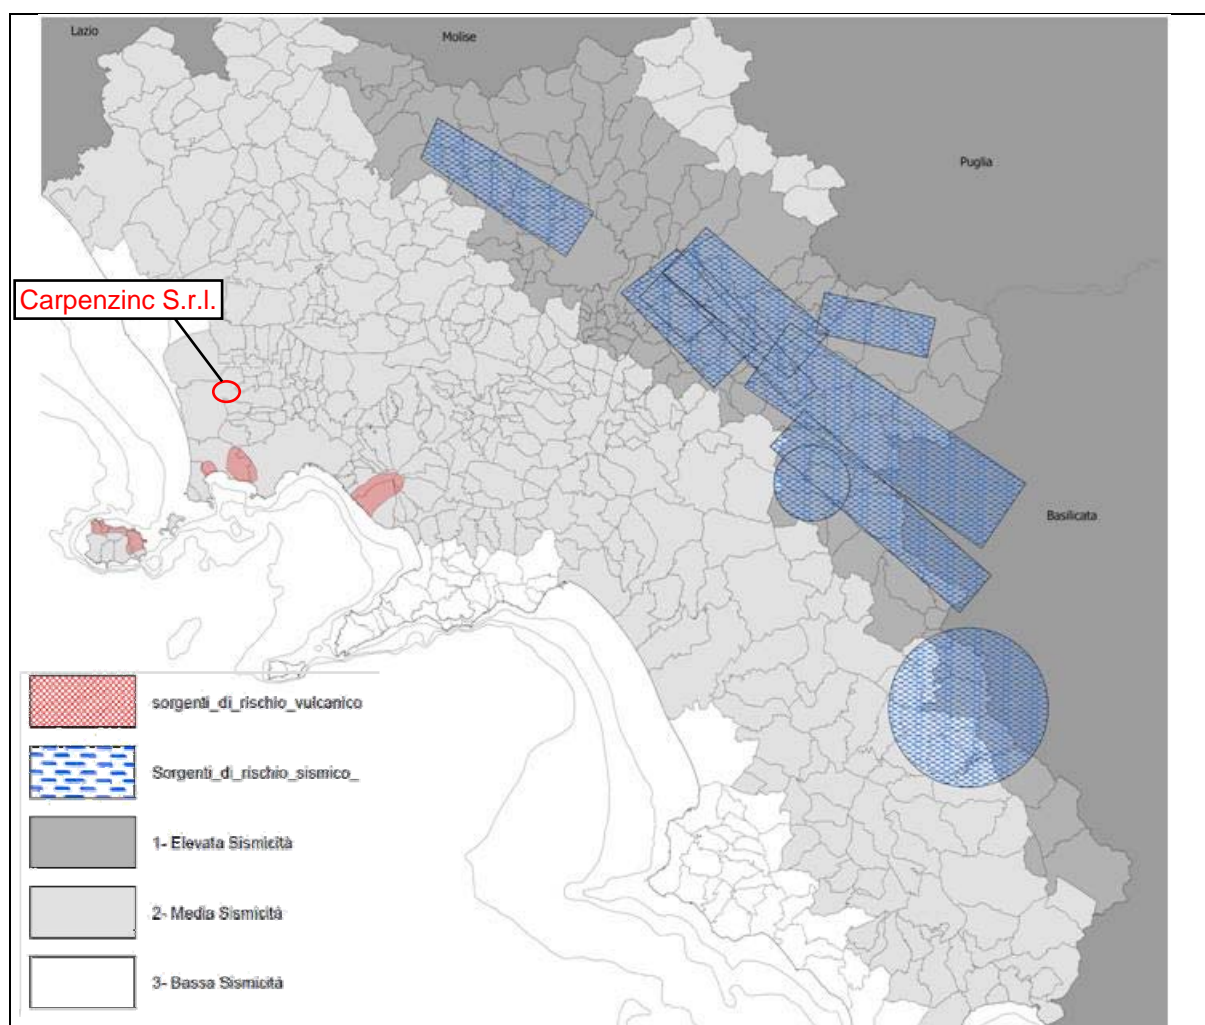 Lazio
Molise
Puglia
Carpenzinc S.r.l.
Basilicata
sorgenti_di_rischio_vulcanico
Sorgenti_di_rischio_sismico_
1- Elevata Sismicità
2- Media Sismicità
3- Bassa Sismicità